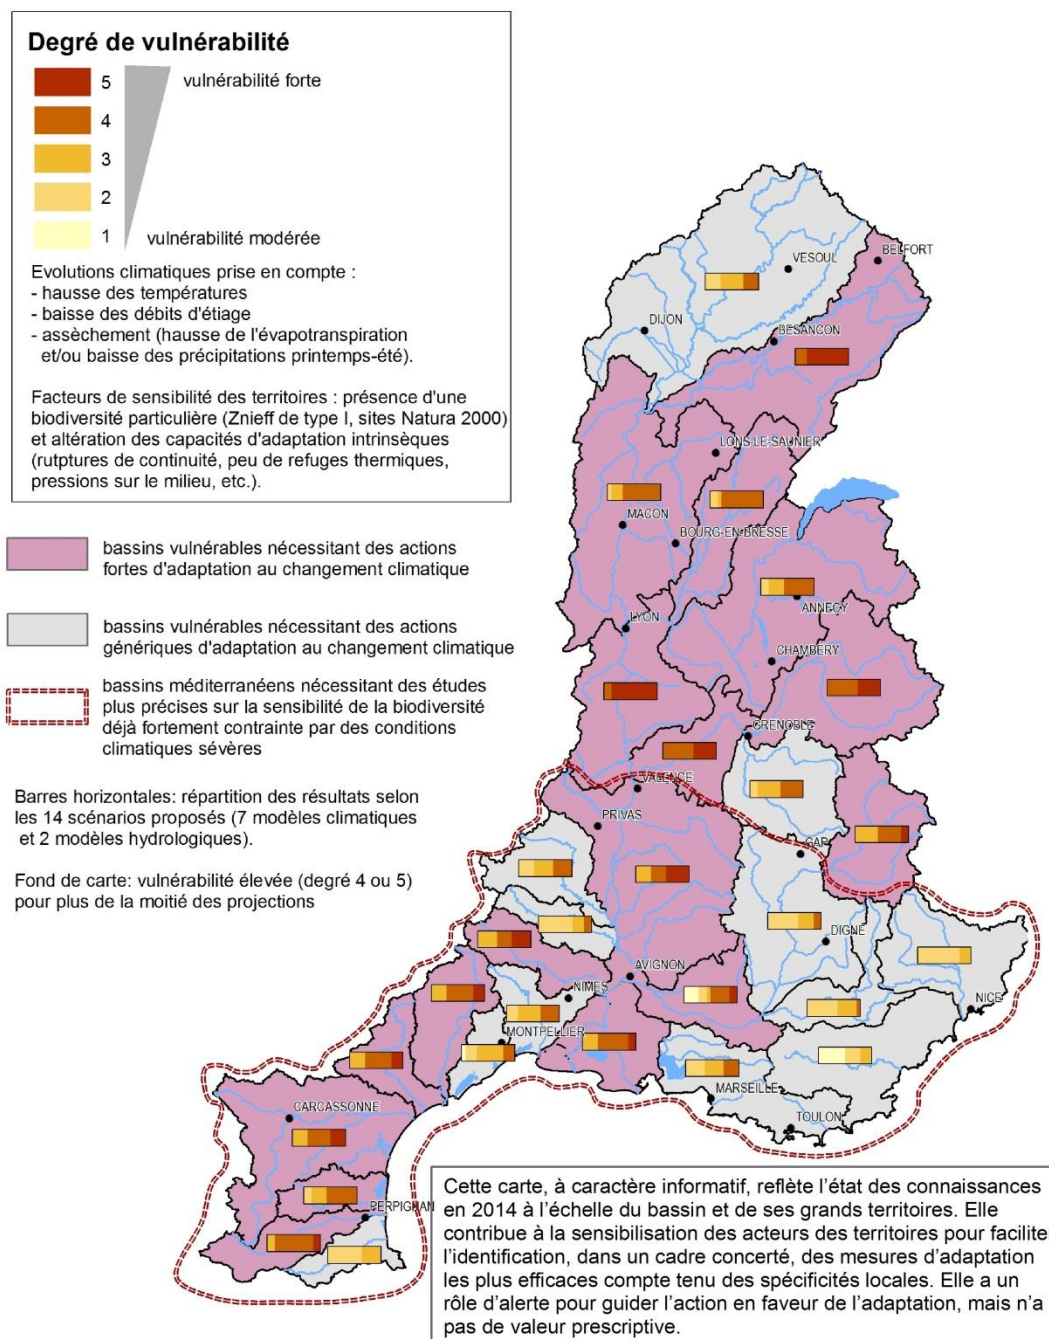 Degré de vulnérabilité
5
vulnérabilité forte
4
3
2
1
vulnérabilité modérée
Evolutions climatiques prise en compte :
- hausse des températures
- baisse des débits d'étiage
- assèchement (hausse de l'évapotranspiration
et/ou baisse des précipitations printemps-été).
Facteurs de sensibilité des territoires : présence d'une
biodiversité particulière (Znieff de type I, sites Natura 2000)
et altération des capacités d'adaptation intrinsèques
(rutptures de continuité, peu de refuges thermiques,
pressions sur le milieu, etc.).
bassins vulnérables nécessitant des actions
fortes d'adaptation au changement climatique
bassins vulnérables nécessitant des actions
génériques d'adaptation au changement climatique
bassins méditerranéens nécessitant des études
plus précises sur la sensibilité de la biodiversité
déjà fortement contrainte par des conditions
climatiques sévères
Barres horizontales: répartition des résultats selon
les 14 scénarios proposés (7 modèles climatiques
et 2 modèles hydrologiques).
Fond de carte: vulnérabilité élevée (degré 4 ou 5)
pour plus de la moitié des projections
BELFORT
VESOUL
DIJON
BESANCON
LONS-LE-SAUNIER
MACON
BOURG-EN-BRESSE
ANNECY
LYON
CHAMBERY
GRENOBLE
VALENCE
PRIVAS
GAP
DIGNE
AVIGNON
NIMES
NICE
MONTPELLIER
MARSEILLE
TOULON
CARCASSONNE
PERPIGNAN
Cette carte, à caractère informatif, reflète l'état des connaissances
en 2014 à l'échelle du bassin et de ses grands territoires. Elle
contribue à la sensibilisation des acteurs des territoires pour facilite
l'identification, dans un cadre concerté, des mesures d'adaptation
les plus efficaces compte tenu des spécificités locales. Elle a un
rôle d'alerte pour guider l'action en faveur de l'adaptation, mais n'a
pas de valeur prescriptive.